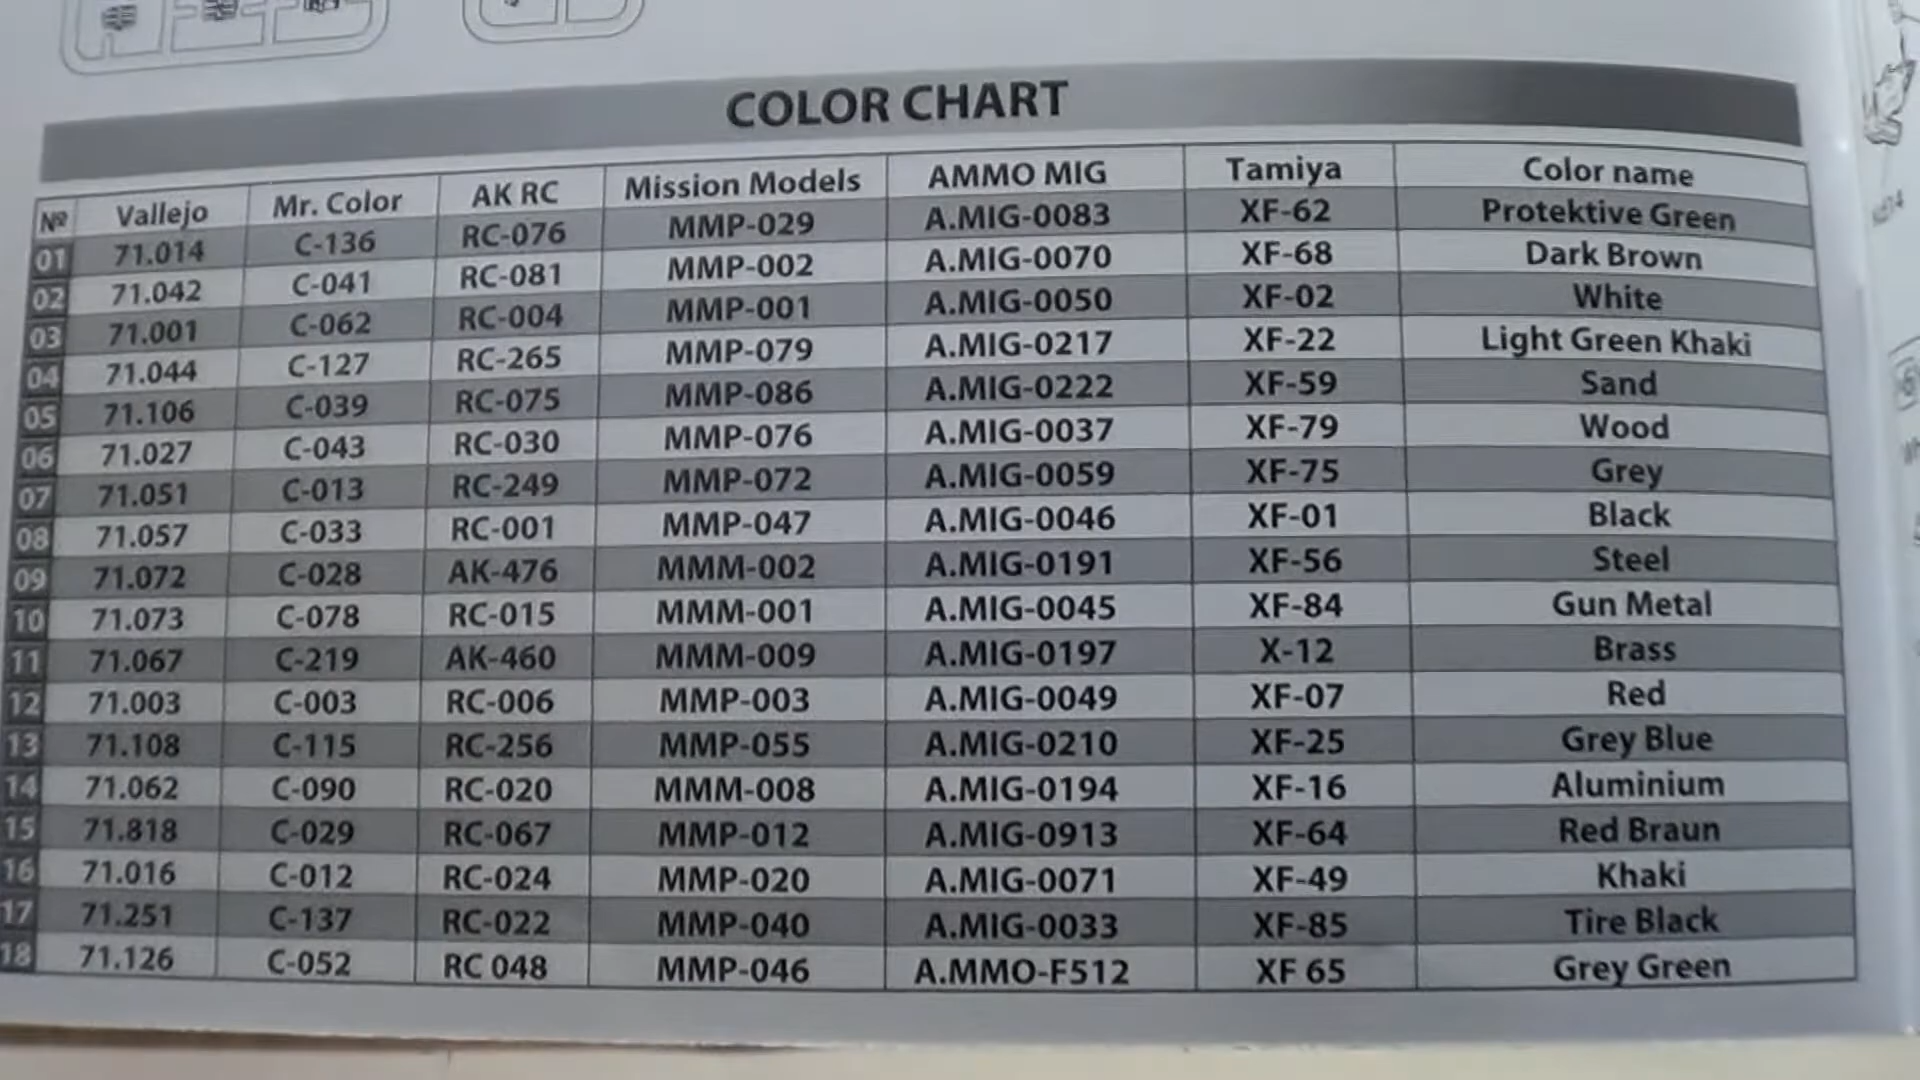 COLOR CHART
Nº Vallejo Mr. Color AK RC Mission Models AMMO MIG Tamiya Color name
01 71.014 C-136 RC-076 MMP-029 A.MIG-0083 XF-62 Protektive Green
02 71.042 C-041 RC-081 MMP-002 A.MIG-0070 XF-68 Dark Brown
03 71.001 C-062 RC-004 MMP-001 A.MIG-0050 XF-02 White
04 71.044 C-127 RC-265 MMP-079 A.MIG-0217 XF-22 Light Green Khaki
05 71.106 C-039 RC-075 MMP-086 A.MIG-0222 XF-59 Sand
06 71.027 C-043 RC-030 MMP-076 A.MIG-0037 XF-79 Wood
07 71.051 C-013 RC-249 MMP-072 A.MIG-0059 XF-75 Grey
08 71.057 C-033 RC-001 MMP-047 A.MIG-0046 XF-01 Black
09 71.072 C-028 AK-476 MMM-002 A.MIG-0191 XF-56 Steel
10 71.073 C-078 RC-015 MMM-001 A.MIG-0045 XF-84 Gun Metal
11 71.067 C-219 AK-460 MMM-009 A.MIG-0197 X-12 Brass
12 71.003 C-003 RC-006 MMP-003 A.MIG-0049 XF-07 Red
13 71.108 C-115 RC-256 MMP-055 A.MIG-0210 XF-25 Grey Blue
14 71.062 C-090 RC-020 MMM-008 A.MIG-0194 XF-16 Aluminium
15 71.818 C-029 RC-067 MMP-012 A.MIG-0913 XF-64 Red Braun
16 71.016 C-012 RC-024 MMP-020 A.MIG-0071 XF-49 Khaki
17 71.251 C-137 RC-022 MMP-040 A.MIG-0033 XF-85 Tire Black
18 71.126 C-052 RC 048 MMP-046 A.MMO-F512 XF 65 Grey Green